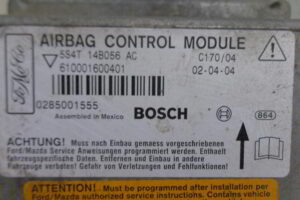 AIRBAG CONTROL MODULE
5S4T 14B056 AC C170/04
610001600401 02-04-04
0285001555
Assembled in Mexico BOSCH
864
ACHTUNG! Muss nach Einbau gemaess vorgeschriebenen
Ford/Mazda Service Anweisungen programmiert werden. Enthaelt
fahrzeugspezifische Daten. Entfernen und Einbau in andere
Fahrzeuge verboten! Gefahr von Verletzungen und Fehlfunktionen!
ATTENTION! Must be programmed after installation per
Ford/Mazda authorized service instructions. Contains vehicle